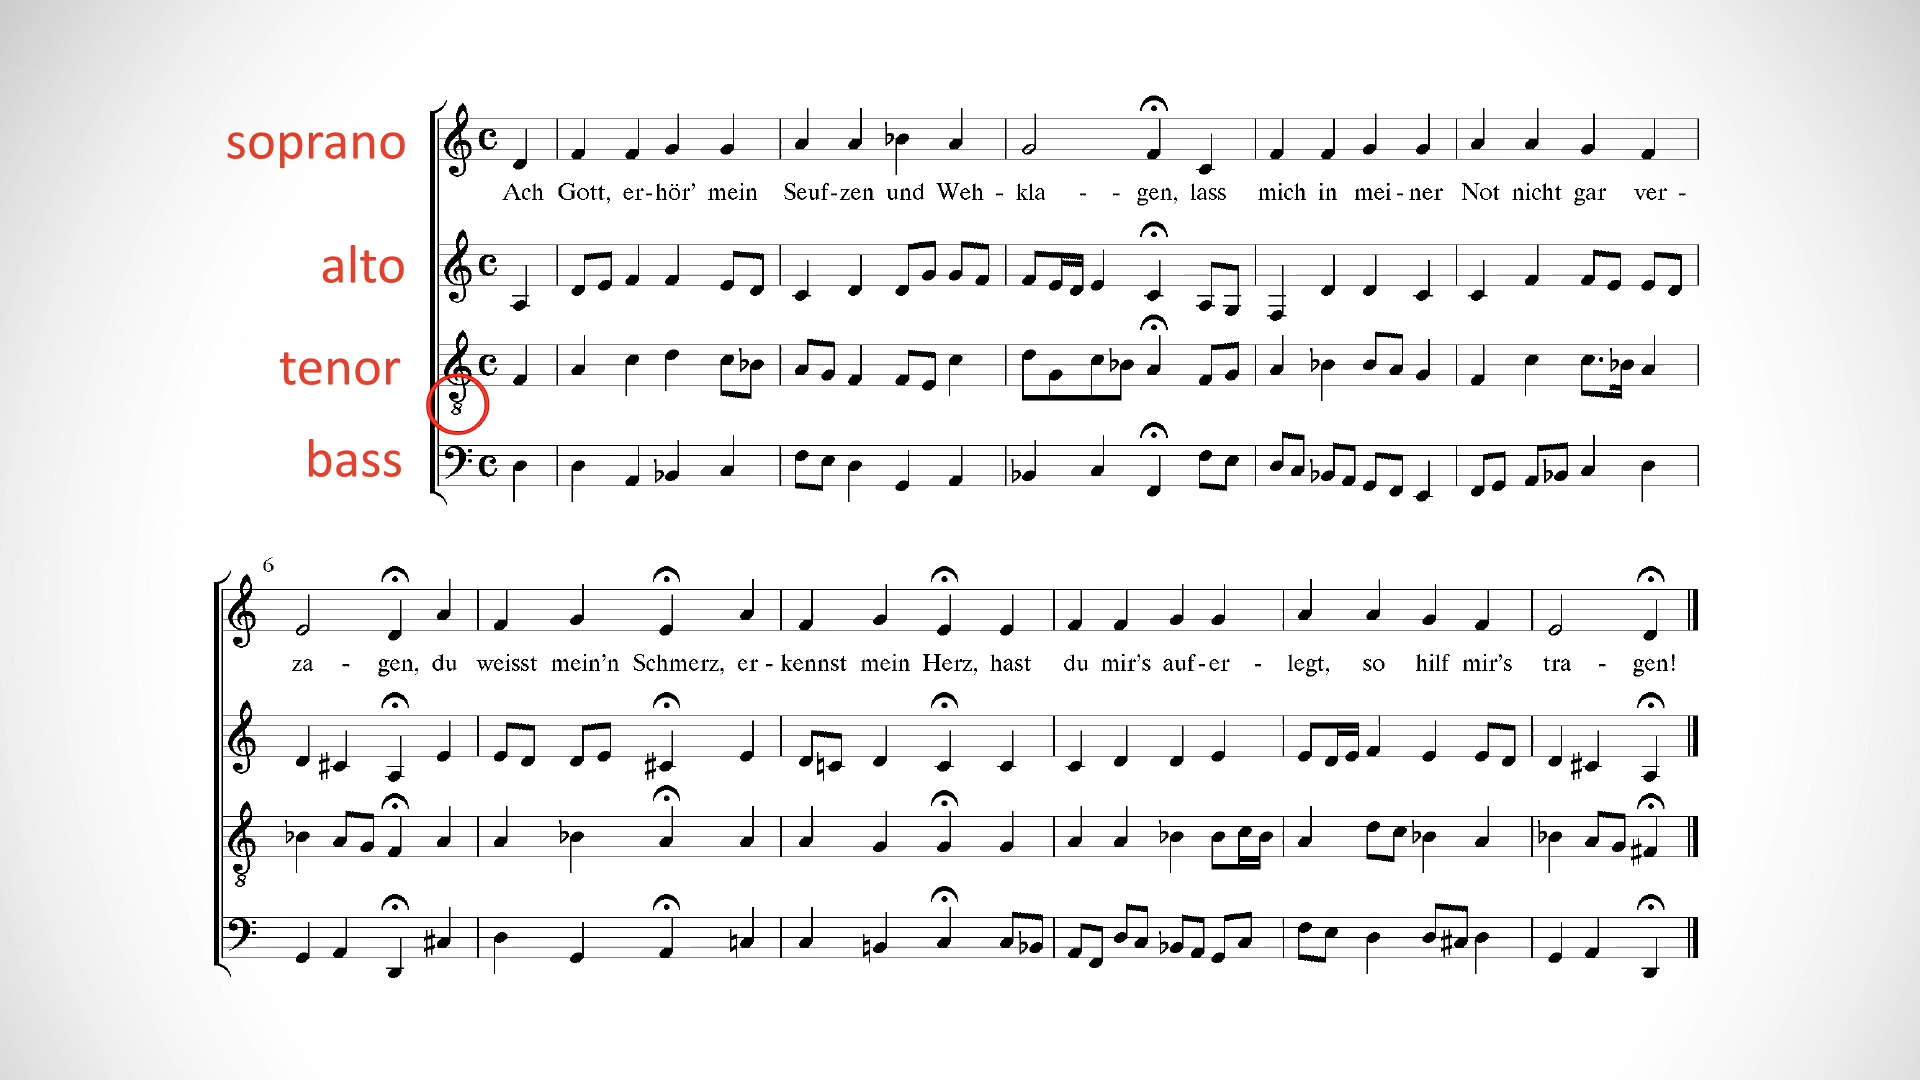 soprano
Ach Gott, er-hör’ mein Seuf-zen und Weh - kla - - gen, lass mich in mei-ner Not nicht gar ver -
alto
tenor
8
bass
6
za - gen, du weisst mein’n Schmerz, er-kennst mein Herz, hast du mir’s auf-er - legt, so hilf mir’s tra - gen!
8